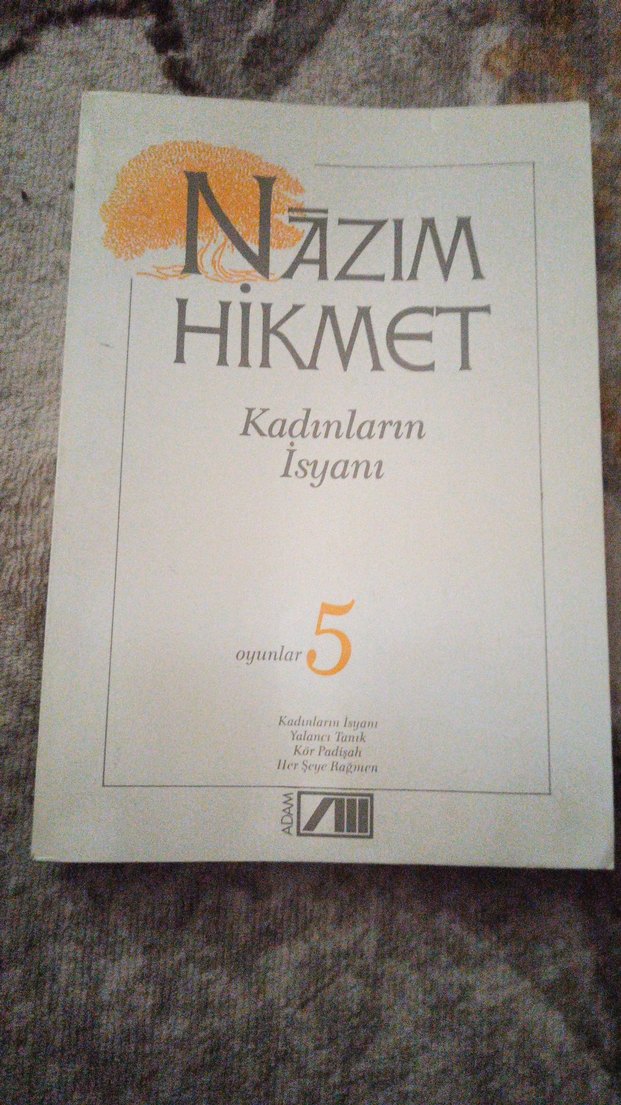 NÂZIM
HİKMET
Kadınların
İsyanı
oyunlar 5
Kadınların İsyanı
Yalancı Tanık
Kör Padişah
Her Şeye Rağmen
ADAM